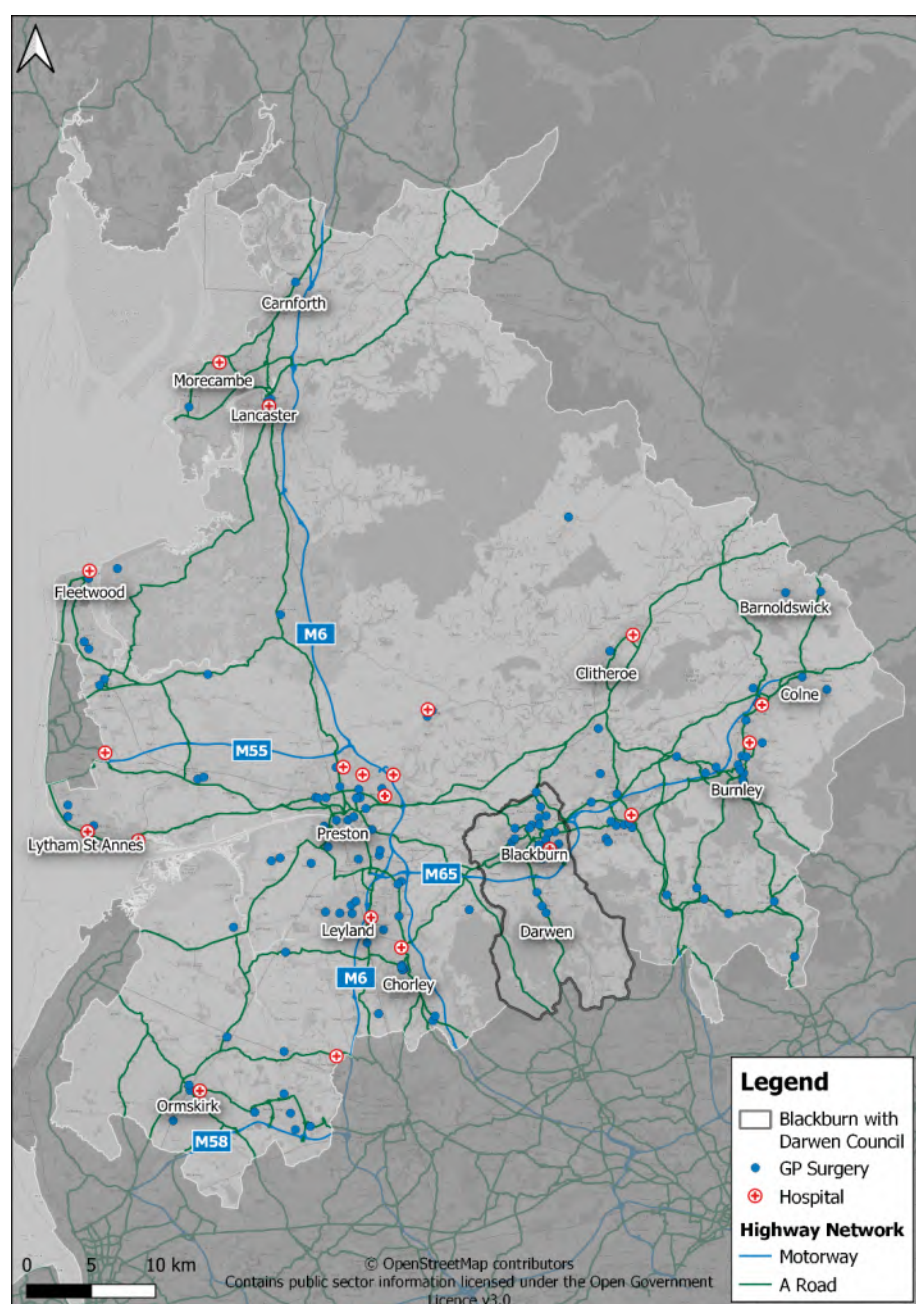 Carnforth
Morecambe
Lancaster
Fleetwood
M6
Barnoldswick
Clitheroe
Colne
M55
Burnley
Preston
Lytham St Annes
Blackburn
M65
Leyland
Darwen
M6
Chorley
Ormskirk
M58
Legend
Blackburn with
Darwen Council
GP Surgery
Hospital
Highway Network
Motorway
A Road
0 5 10 km
© OpenStreetMap contributors
Contains public sector information licensed under the Open Government
Licence v3.0